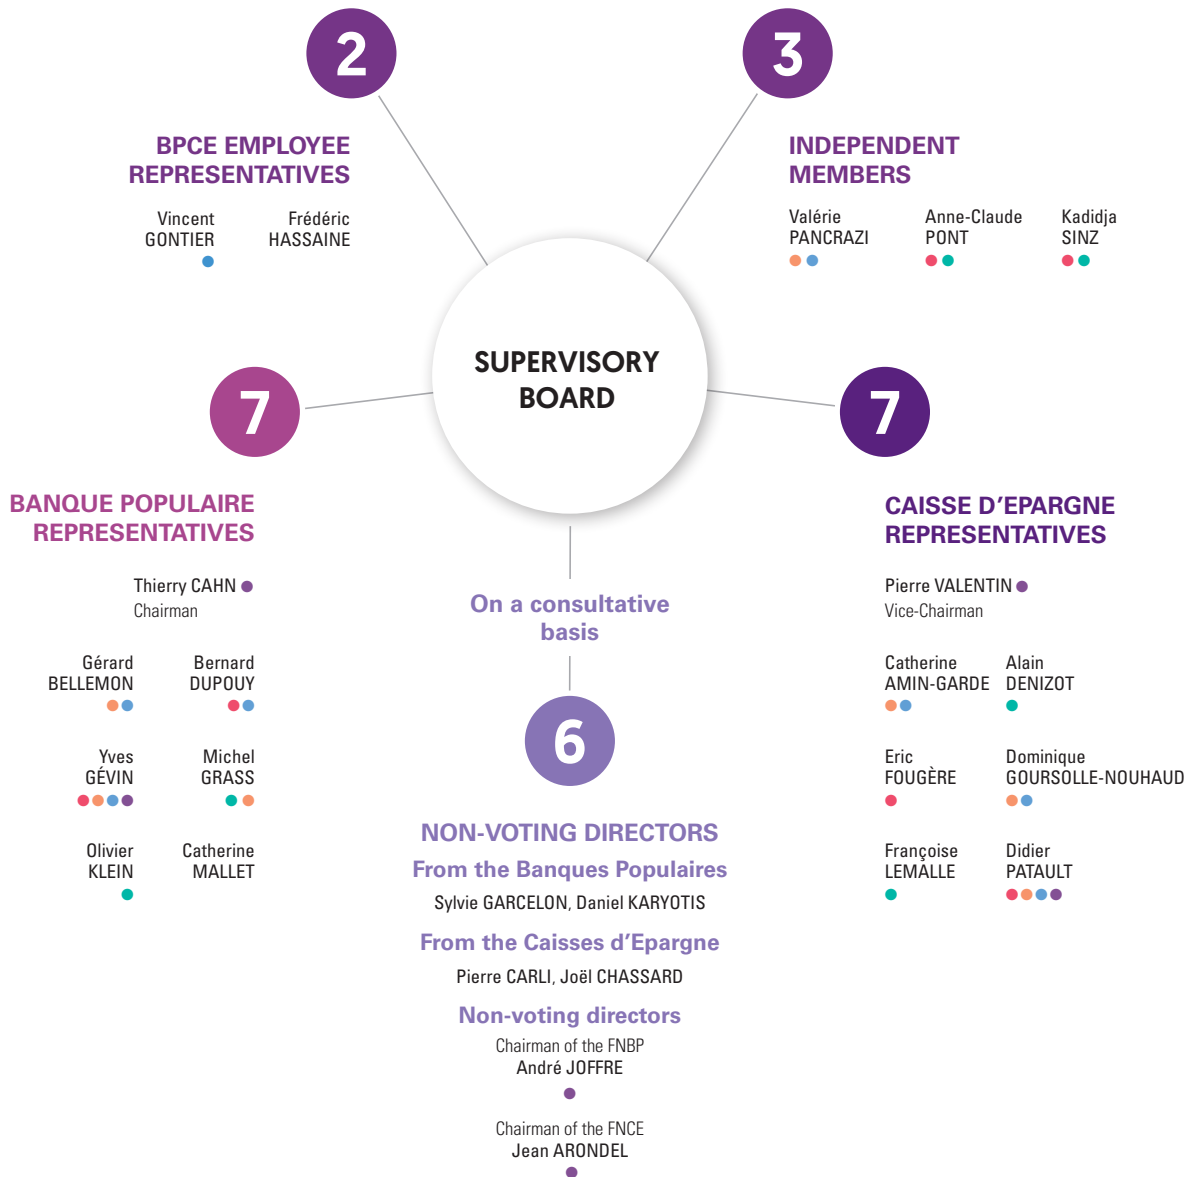 2
BPCE EMPLOYEE
REPRESENTATIVES
Vincent
GONTIER
Frédéric
HASSAINE
3
INDEPENDENT
MEMBERS
Valérie
PANCRAZI
Anne-Claude
PONT
Kadidja
SINZ
SUPERVISORY
BOARD
7
BANQUE POPULAIRE
REPRESENTATIVES
Thierry CAHN
Chairman
Gérard
BELLEMON
Bernard
DUPOUY
Yves
GÉVIN
Michel
GRASS
Olivier
KLEIN
Catherine
MALLET
7
CAISSE D’EPARGNE
REPRESENTATIVES
Pierre VALENTIN
Vice-Chairman
Catherine
AMIN-GARDE
Alain
DENIZOT
Eric
FOUGÈRE
Dominique
GOURSOLLE-NOUHAUD
Françoise
LEMALLE
Didier
PATAULT
On a consultative
basis
6
NON-VOTING DIRECTORS
From the Banques Populaires
Sylvie GARCELON, Daniel KARYOTIS
From the Caisses d’Epargne
Pierre CARLI, Joël CHASSARD
Non-voting directors
Chairman of the FNBP
André JOFFRE
Chairman of the FNCE
Jean ARONDEL